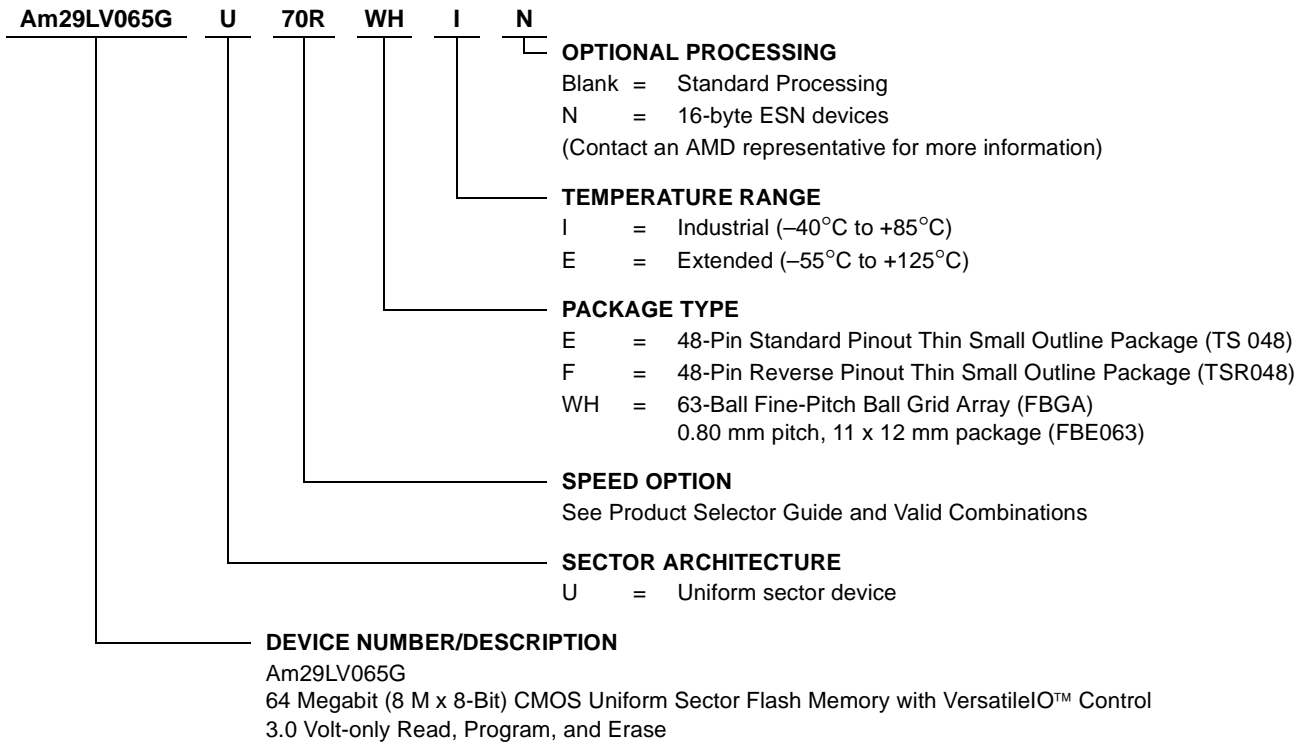 Am29LV065G U 70R WH I N
OPTIONAL PROCESSING
Blank = Standard Processing
N = 16-byte ESN devices
(Contact an AMD representative for more information)
TEMPERATURE RANGE
I = Industrial (–40°C to +85°C)
E = Extended (–55°C to +125°C)
PACKAGE TYPE
E = 48-Pin Standard Pinout Thin Small Outline Package (TS 048)
F = 48-Pin Reverse Pinout Thin Small Outline Package (TSR048)
WH = 63-Ball Fine-Pitch Ball Grid Array (FBGA)
0.80 mm pitch, 11 x 12 mm package (FBE063)
SPEED OPTION
See Product Selector Guide and Valid Combinations
SECTOR ARCHITECTURE
U = Uniform sector device
DEVICE NUMBER/DESCRIPTION
Am29LV065G
64 Megabit (8 M x 8-Bit) CMOS Uniform Sector Flash Memory with VersatileIO™ Control
3.0 Volt-only Read, Program, and Erase